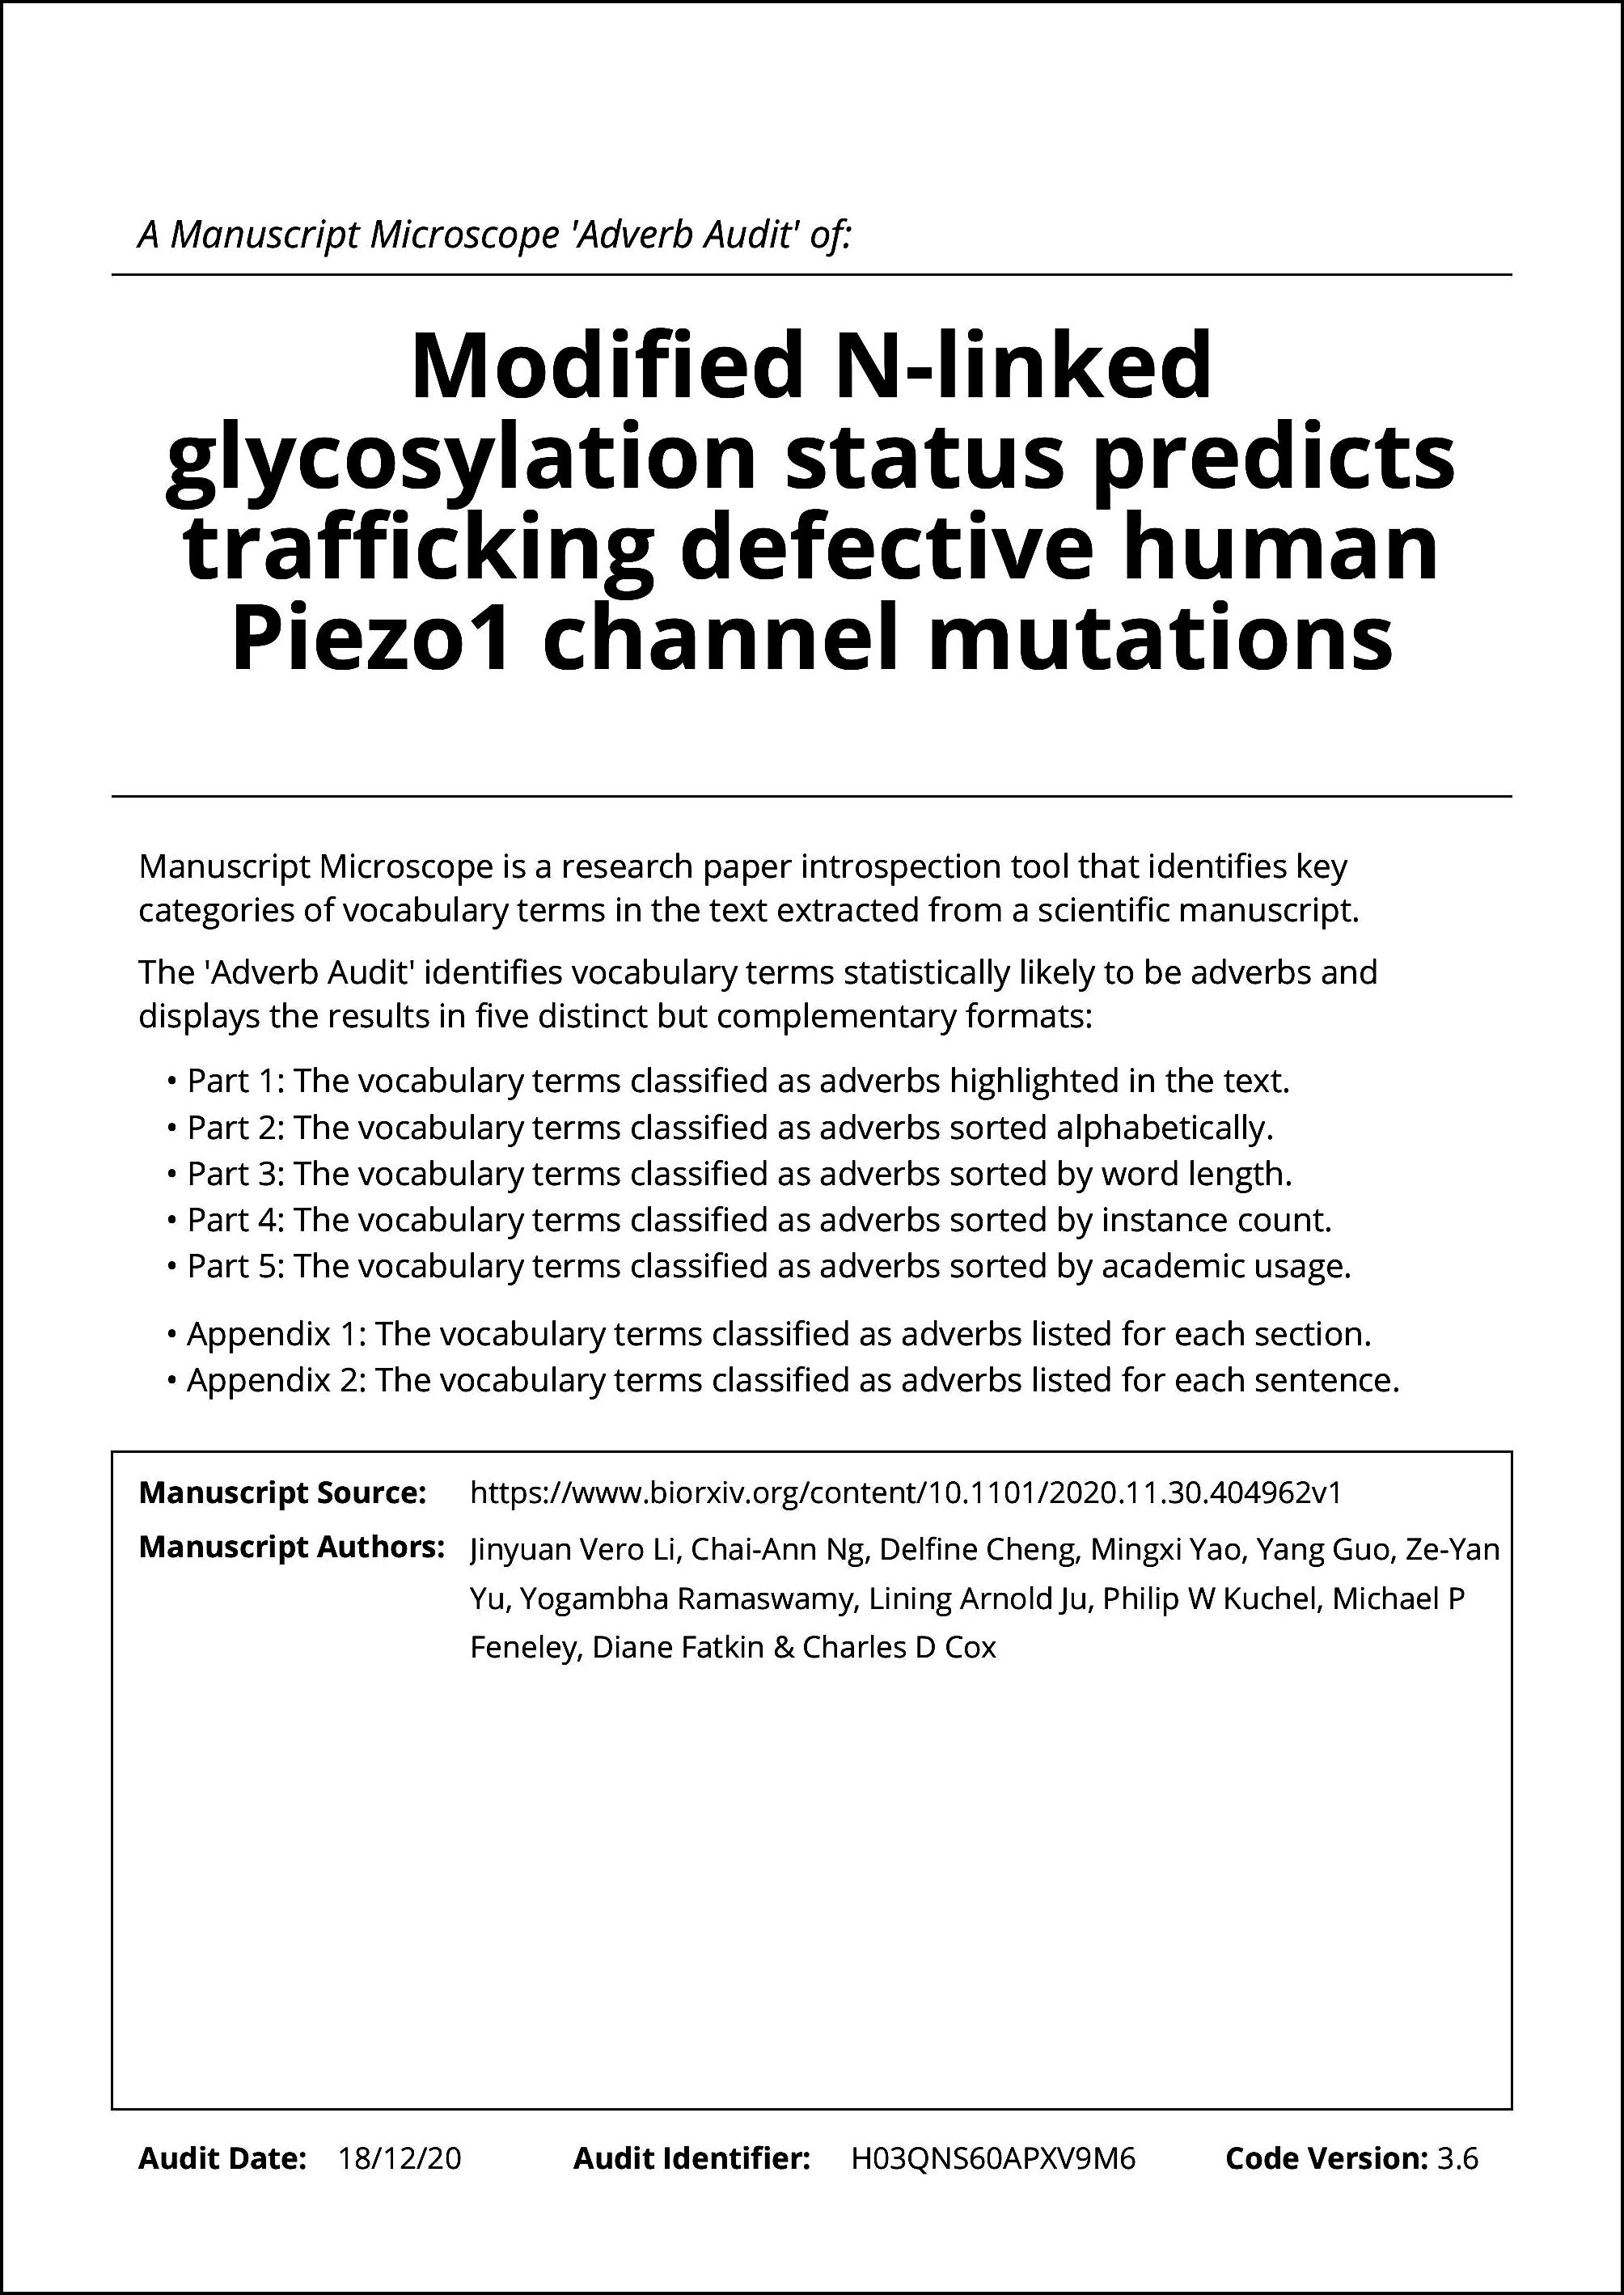 A Manuscript Microscope 'Adverb Audit' of:
Modified N-linked
glycosylation status predicts
trafficking defective human
Piezo1 channel mutations
Manuscript Microscope is a research paper introspection tool that identifies key
categories of vocabulary terms in the text extracted from a scientific manuscript.
The 'Adverb Audit' identifies vocabulary terms statistically likely to be adverbs and
displays the results in five distinct but complementary formats:
• Part 1: The vocabulary terms classified as adverbs highlighted in the text.
• Part 2: The vocabulary terms classified as adverbs sorted alphabetically.
• Part 3: The vocabulary terms classified as adverbs sorted by word length.
• Part 4: The vocabulary terms classified as adverbs sorted by instance count.
• Part 5: The vocabulary terms classified as adverbs sorted by academic usage.
• Appendix 1: The vocabulary terms classified as adverbs listed for each section.
• Appendix 2: The vocabulary terms classified as adverbs listed for each sentence.
Manuscript Source: https://www.biorxiv.org/content/10.1101/2020.11.30.404962v1
Manuscript Authors: Jinyuan Vero Li, Chai-Ann Ng, Delfine Cheng, Mingxi Yao, Yang Guo, Ze-Yan
Yu, Yogambha Ramaswamy, Lining Arnold Ju, Philip W Kuchel, Michael P
Feneley, Diane Fatkin & Charles D Cox
Audit Date: 18/12/20 Audit Identifier: H03QNS60APXV9M6 Code Version: 3.6